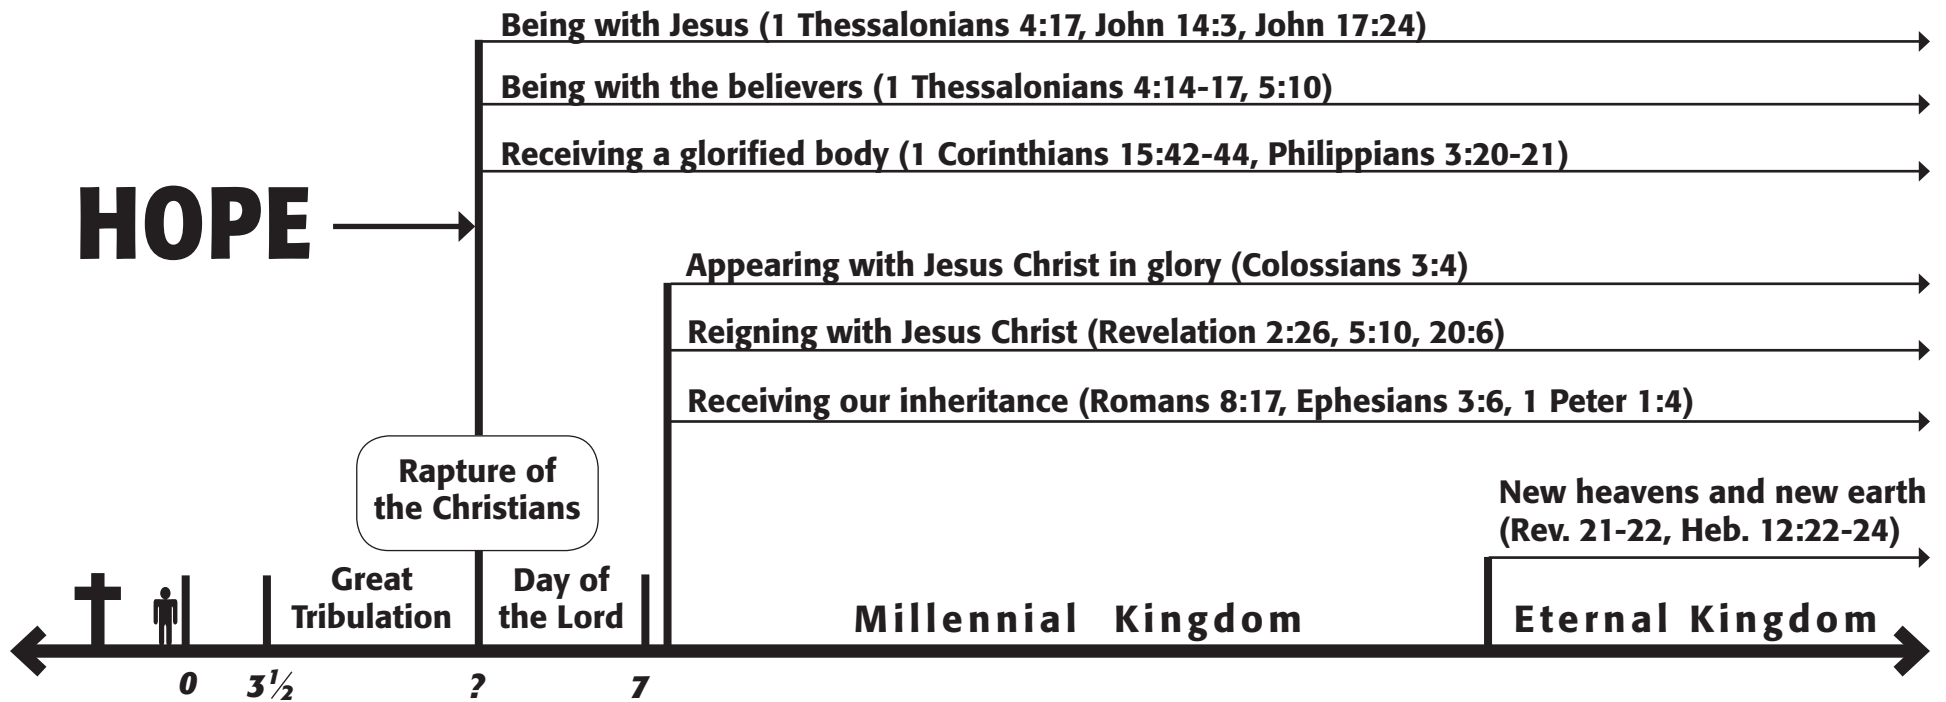 Being with Jesus (1 Thessalonians 4:17, John 14:3, John 17:24)
Being with the believers (1 Thessalonians 4:14-17, 5:10)
Receiving a glorified body (1 Corinthians 15:42-44, Philippians 3:20-21)
HOPE
Appearing with Jesus Christ in glory (Colossians 3:4)
Reigning with Jesus Christ (Revelation 2:26, 5:10, 20:6)
Receiving our inheritance (Romans 8:17, Ephesians 3:6, 1 Peter 1:4)
Rapture of
the Christians
New heavens and new earth
(Rev. 21-22, Heb. 12:22-24)
Great
Tribulation
Day of
the Lord
Millennial Kingdom
Eternal Kingdom
0
3½
?
7